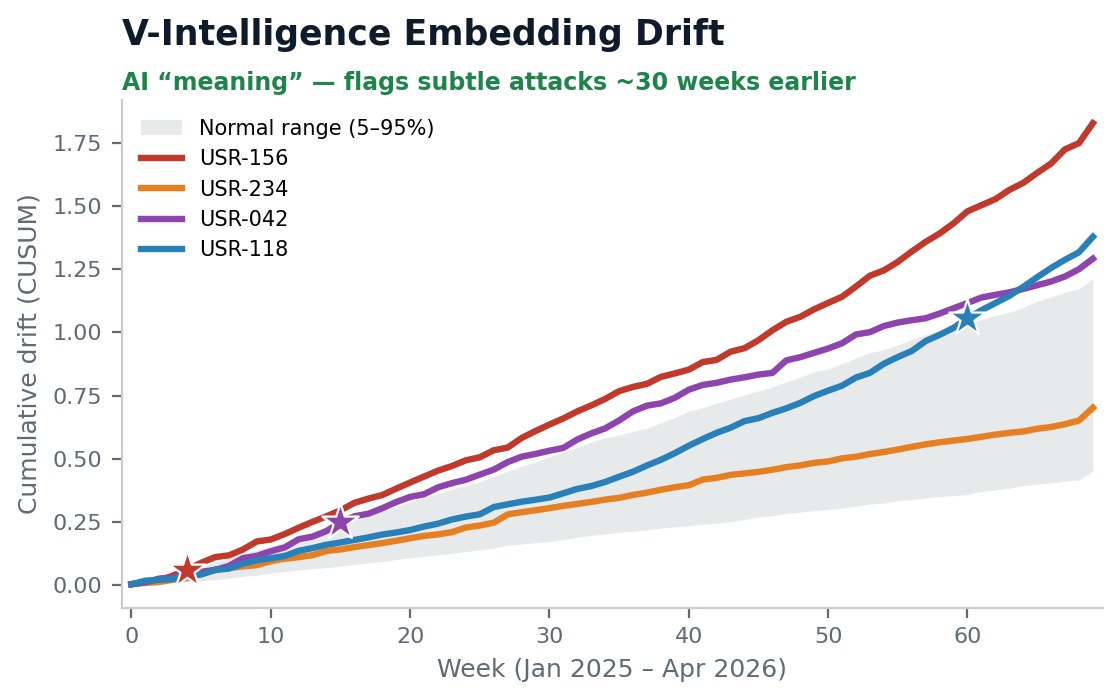 V-Intelligence Embedding Drift
AI “meaning” — flags subtle attacks ~30 weeks earlier
Normal range (5–95%)
USR-156
USR-234
USR-042
USR-118
Cumulative drift (CUSUM)
1.75
1.50
1.25
1.00
0.75
0.50
0.25
0.00
0 10 20 30 40 50 60
Week (Jan 2025 – Apr 2026)